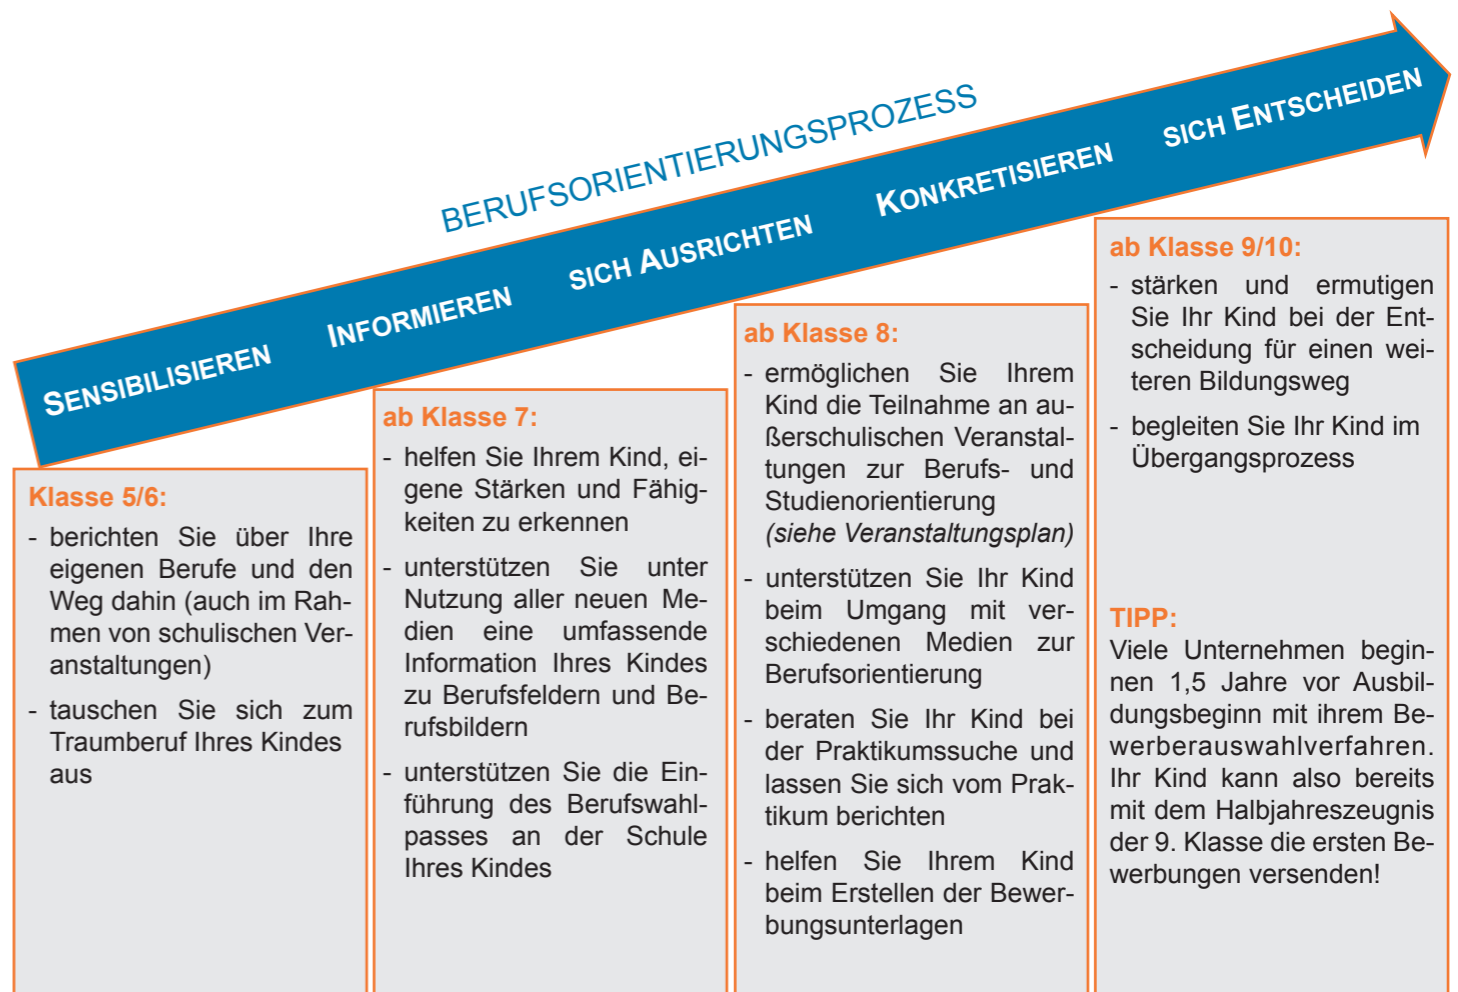 BERUFSORIENTIERUNGSPROZESS
SENSIBILISIEREN INFORMIEREN SICH AUSRICHTEN KONKRETISIEREN SICH ENTSCHEIDEN
Klasse 5/6:
- berichten Sie über Ihre
eigenen Berufe und den
Weg dahin (auch im Rah-
men von schulischen Ver-
anstaltungen)
- tauschen Sie sich zum
Traumberuf Ihres Kindes
aus
ab Klasse 7:
- helfen Sie Ihrem Kind, ei-
gene Stärken und Fähig-
keiten zu erkennen
- unterstützen Sie unter
Nutzung aller neuen Me-
dien eine umfassende
Information Ihres Kindes
zu Berufsfeldern und Be-
rufsbildern
- unterstützen Sie die Ein-
führung des Berufswahl-
passes an der Schule
Ihres Kindes
ab Klasse 8:
- ermöglichen Sie Ihrem
Kind die Teilnahme an au-
ßerschulischen Veranstal-
tungen zur Berufs- und
Studienorientierung
(siehe Veranstaltungsplan)
- unterstützen Sie Ihr Kind
beim Umgang mit ver-
schiedenen Medien zur
Berufsorientierung
- beraten Sie Ihr Kind bei
der Praktikumssuche und
lassen Sie sich vom Prak-
tikum berichten
- helfen Sie Ihrem Kind
beim Erstellen der Bewer-
bungsunterlagen
ab Klasse 9/10:
- stärken und ermutigen
Sie Ihr Kind bei der Ent-
scheidung für einen wei-
teren Bildungsweg
- begleiten Sie Ihr Kind im
Übergangsprozess
TIPP:
Viele Unternehmen begin-
nen 1,5 Jahre vor Ausbil-
dungsbeginn mit ihrem Be-
werberauswahlverfahren.
Ihr Kind kann also bereits
mit dem Halbjahreszeugnis
der 9. Klasse die ersten Be-
werbungen versenden!